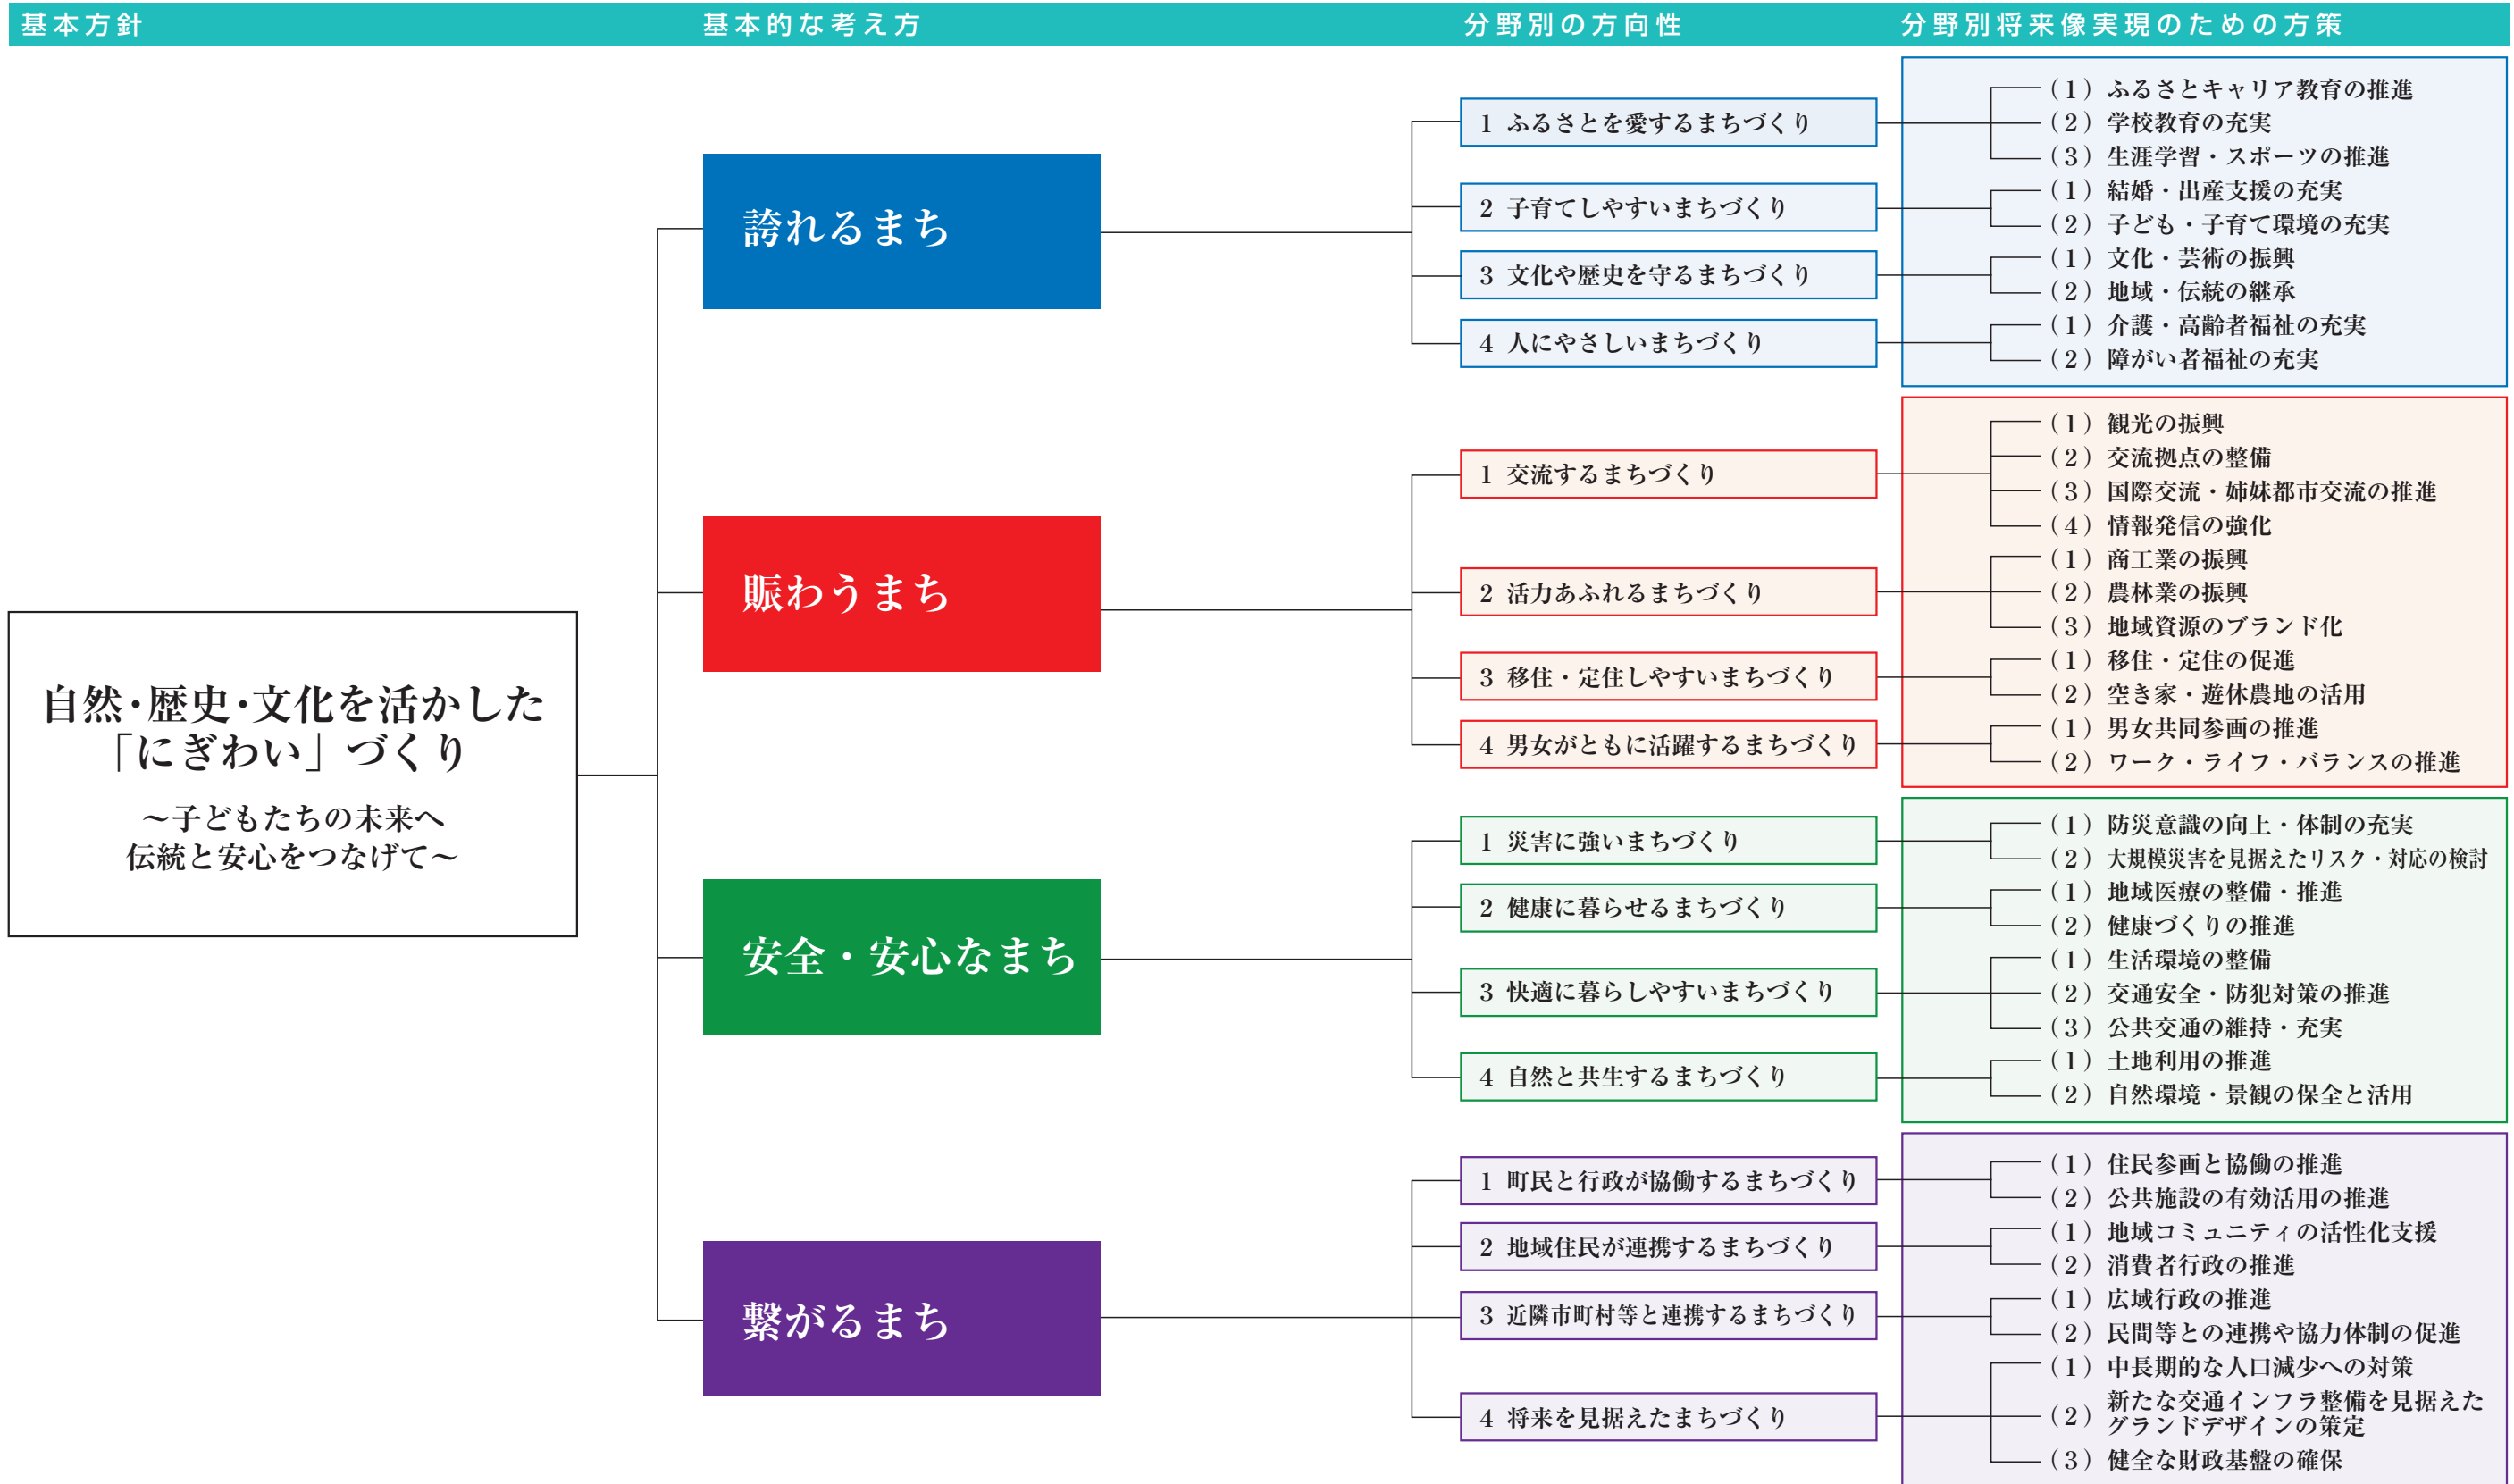 基本方針
基本的な考え方
分野別の方向性
分野別将来像実現のための方策
自然・歴史・文化を活かした
「にぎわい」づくり
～子どもたちの未来へ
伝統と安心をつなげて～
誇れるまち
1 ふるさとを愛するまちづくり
（1）ふるさとキャリア教育の推進
（2）学校教育の充実
（3）生涯学習・スポーツの推進
2 子育てしやすいまちづくり
（1）結婚・出産支援の充実
（2）子ども・子育て環境の充実
3 文化や歴史を守るまちづくり
（1）文化・芸術の振興
（2）地域・伝統の継承
4 人にやさしいまちづくり
（1）介護・高齢者福祉の充実
（2）障がい者福祉の充実
賑わうまち
1 交流するまちづくり
（1）観光の振興
（2）交流拠点の整備
（3）国際交流・姉妹都市交流の推進
（4）情報発信の強化
2 活力あふれるまちづくり
（1）商工業の振興
（2）農林業の振興
（3）地域資源のブランド化
3 移住・定住しやすいまちづくり
（1）移住・定住の促進
（2）空き家・遊休農地の活用
4 男女がともに活躍するまちづくり
（1）男女共同参画の推進
（2）ワーク・ライフ・バランスの推進
安全・安心なまち
1 災害に強いまちづくり
（1）防災意識の向上・体制の充実
（2）大規模災害を見据えたリスク・対応の検討
2 健康に暮らせるまちづくり
（1）地域医療の整備・推進
（2）健康づくりの推進
3 快適に暮らしやすいまちづくり
（1）生活環境の整備
（2）交通安全・防犯対策の推進
（3）公共交通の維持・充実
4 自然と共生するまちづくり
（1）土地利用の推進
（2）自然環境・景観の保全と活用
繋がるまち
1 町民と行政が協働するまちづくり
（1）住民参画と協働の推進
（2）公共施設の有効活用の推進
2 地域住民が連携するまちづくり
（1）地域コミュニティの活性化支援
（2）消費者行政の推進
3 近隣市町村等と連携するまちづくり
（1）広域行政の推進
（2）民間等との連携や協力体制の促進
4 将来を見据えたまちづくり
（1）中長期的な人口減少への対策
（2）新たな交通インフラ整備を見据えた
グランドデザインの策定
（3）健全な財政基盤の確保